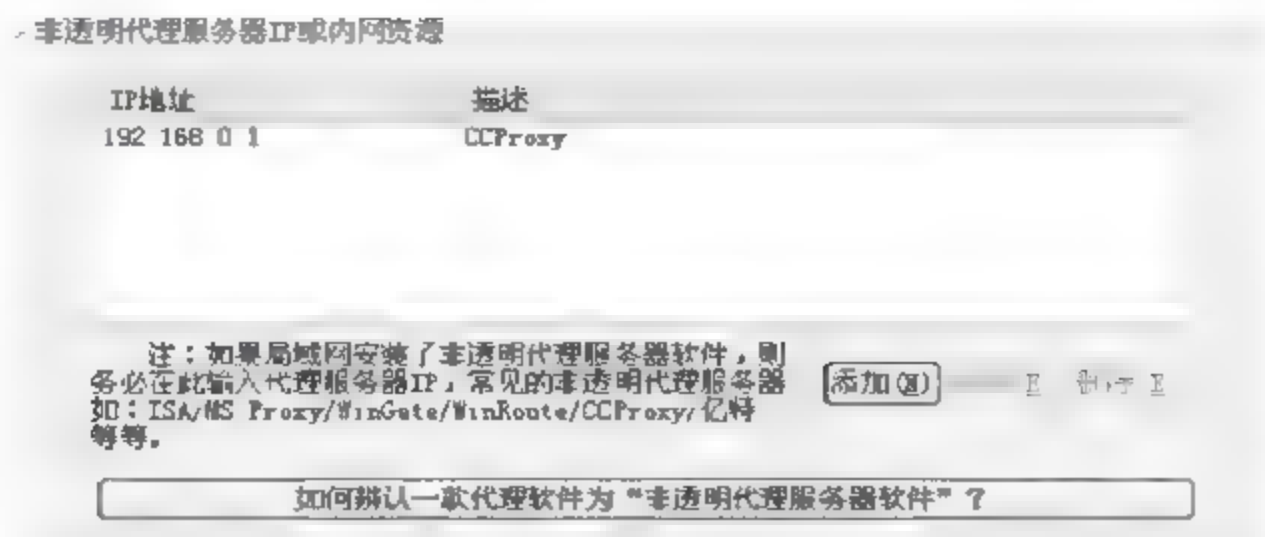 非透明代理服务器IP或内网资源
IP地址 描述
192 168 0 1 CCProxy
注：如果局域网安装了非透明代理服务器软件，则
务必在此输入代理服务器IP，常见的非透明代理服务器
如：ISA/MS Proxy/WinGate/WinRoute/CCProxy/亿特
等等。
添加(N)
如何辨认一款代理软件为“非透明代理服务器软件”？